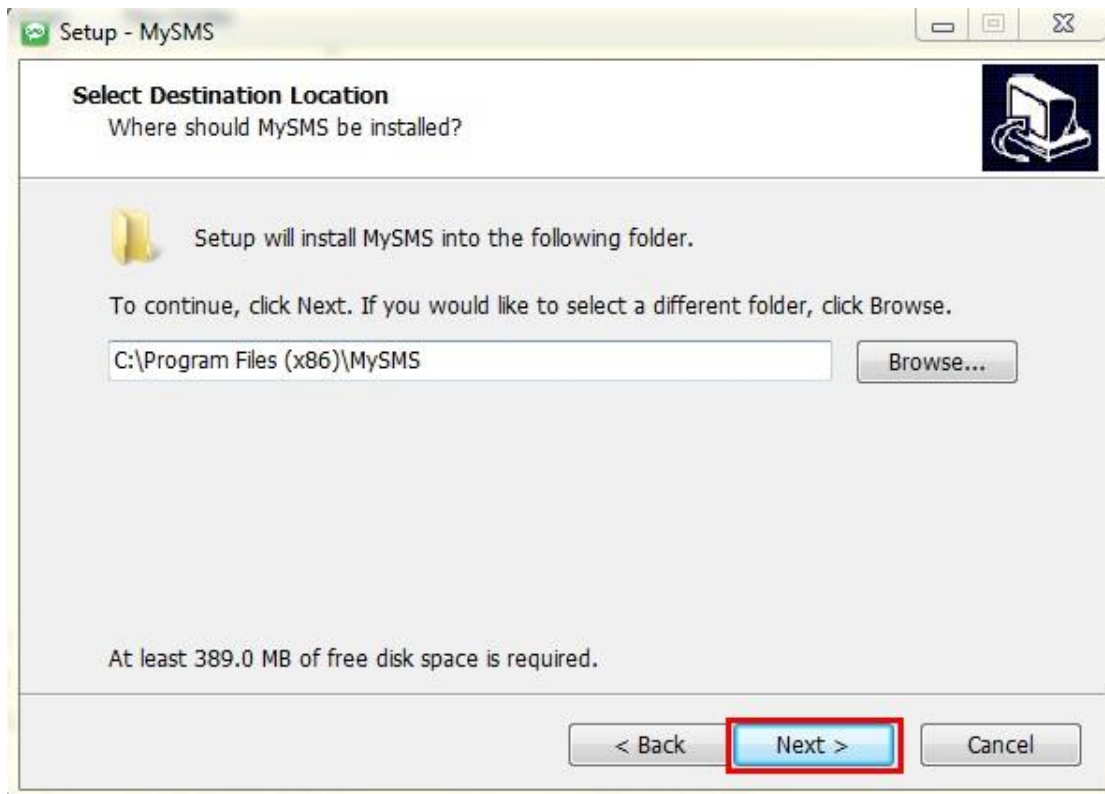 Setup - MySMS
Select Destination Location
Where should MySMS be installed?
Setup will install MySMS into the following folder.
To continue, click Next. If you would like to select a different folder, click Browse.
C:\Program Files (x86)\MySMS
Browse...
At least 389.0 MB of free disk space is required.
< Back
Next >
Cancel